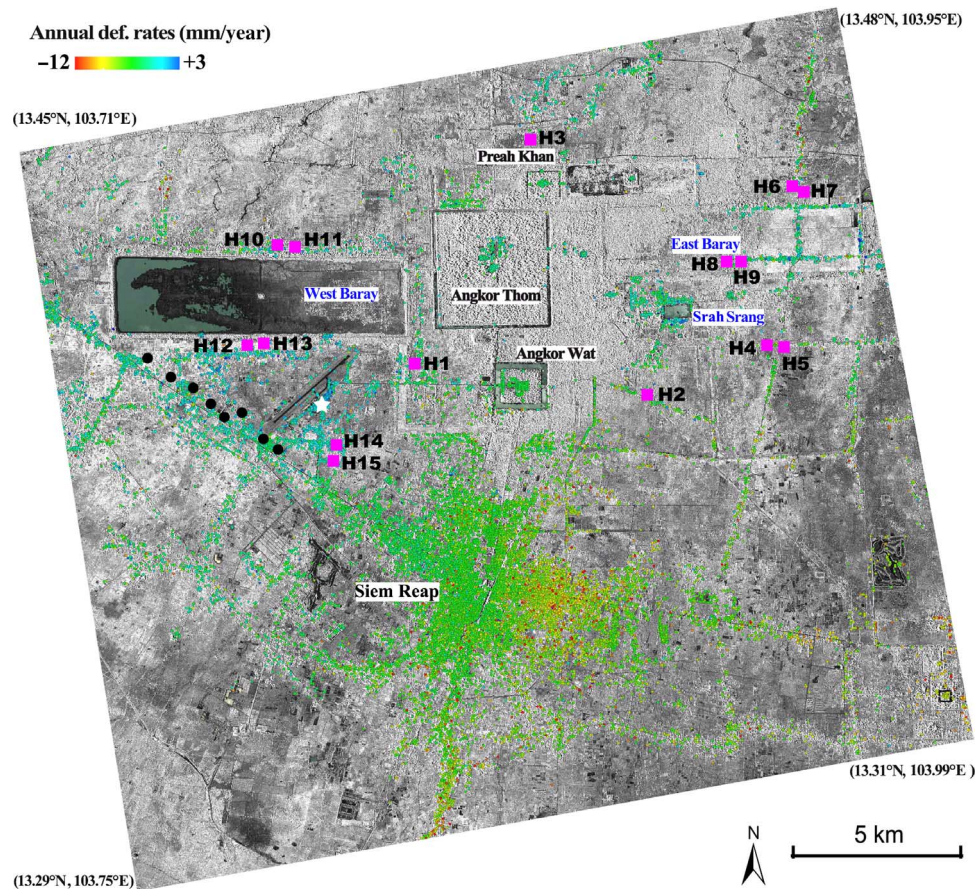 Annual def. rates (mm/year)
−12 +3
(13.48°N, 103.95°E)
(13.45°N, 103.71°E)
H3
Preah Khan
H6
H7
H10
H11
East Baray
H8
H9
West Baray
Angkor Thom
Srah Srang
H12
H13
H4
H5
Angkor Wat
H1
H2
H14
H15
Siem Reap
(13.31°N, 103.99°E )
N
5 km
(13.29°N, 103.75°E)